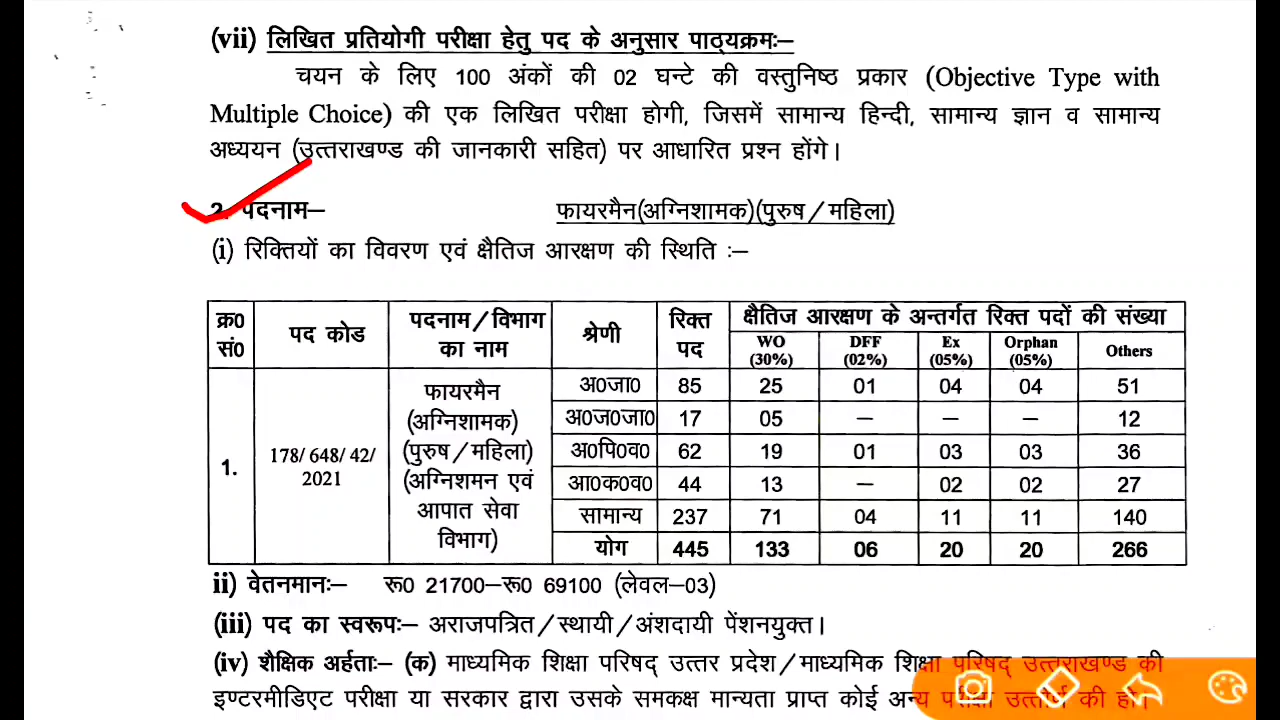 (vii) लिखित प्रतियोगी परीक्षा हेतु पद के अनुसार पाठ्यक्रमः–
चयन के लिए 100 अंकों की 02 घन्टे की वस्तुनिष्ठ प्रकार (Objective Type with
Multiple Choice) की एक लिखित परीक्षा होगी, जिसमें सामान्य हिन्दी, सामान्य ज्ञान व सामान्य
अध्ययन (उत्तराखण्ड की जानकारी सहित) पर आधारित प्रश्न होंगे।
2. पदनाम– फायरमैन(अग्निशामक)(पुरुष/महिला)
(i) रिक्तियों का विवरण एवं क्षैतिज आरक्षण की स्थिति :–
क्र0 सं0 पद कोड पदनाम/विभाग का नाम श्रेणी रिक्त पद क्षैतिज आरक्षण के अन्तर्गत रिक्त पदों की संख्या
WO (30%) DFF (02%) Ex (05%) Orphan (05%) Others
1. 178/ 648/ 42/ 2021 फायरमैन (अग्निशामक) (पुरुष/महिला) (अग्निशमन एवं आपात सेवा विभाग)
अ0जा0 85 25 01 04 04 51
अ0ज0जा0 17 05 – – – 12
अ0पि0व0 62 19 01 03 03 36
आ0क0व0 44 13 – 02 02 27
सामान्य 237 71 04 11 11 140
योग 445 133 06 20 20 266
ii) वेतनमानः– रू0 21700–रू0 69100 (लेवल–03)
(iii) पद का स्वरूपः– अराजपत्रित/स्थायी/अंशदायी पेंशनयुक्त।
(iv) शैक्षिक अर्हताः– (क) माध्यमिक शिक्षा परिषद् उत्तर प्रदेश/माध्यमिक शिक्षा परिषद् उत्तराखण्ड की
इण्टरमीडिएट परीक्षा या सरकार द्वारा उसके समकक्ष मान्यता प्राप्त कोई अन्य परीक्षा उत्तीर्ण की हो।